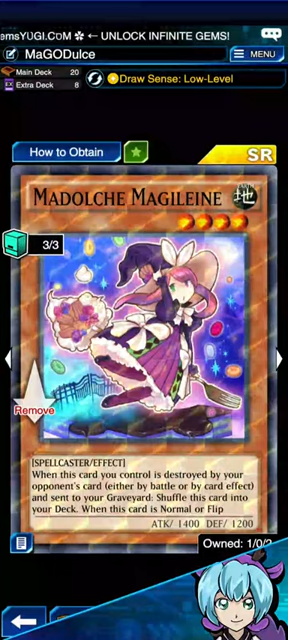 emsYUGI.COM ✼ ← UNLOCK INFINITE GEMS!
MaGODulce
MENU
Main Deck 20
EX Extra Deck 8
Draw Sense: Low-Level
How to Obtain
SR
MADOLCHE MAGILEINE
EARTH
地
3/3
Remove
[SPELLCASTER/EFFECT]
When this card you control is destroyed by your
opponent's card (either by battle or by card effect)
and sent to your Graveyard: Shuffle this card into
your Deck. When this card is Normal or Flip
ATK/ 1400 DEF/ 1200
Owned: 1/0/2